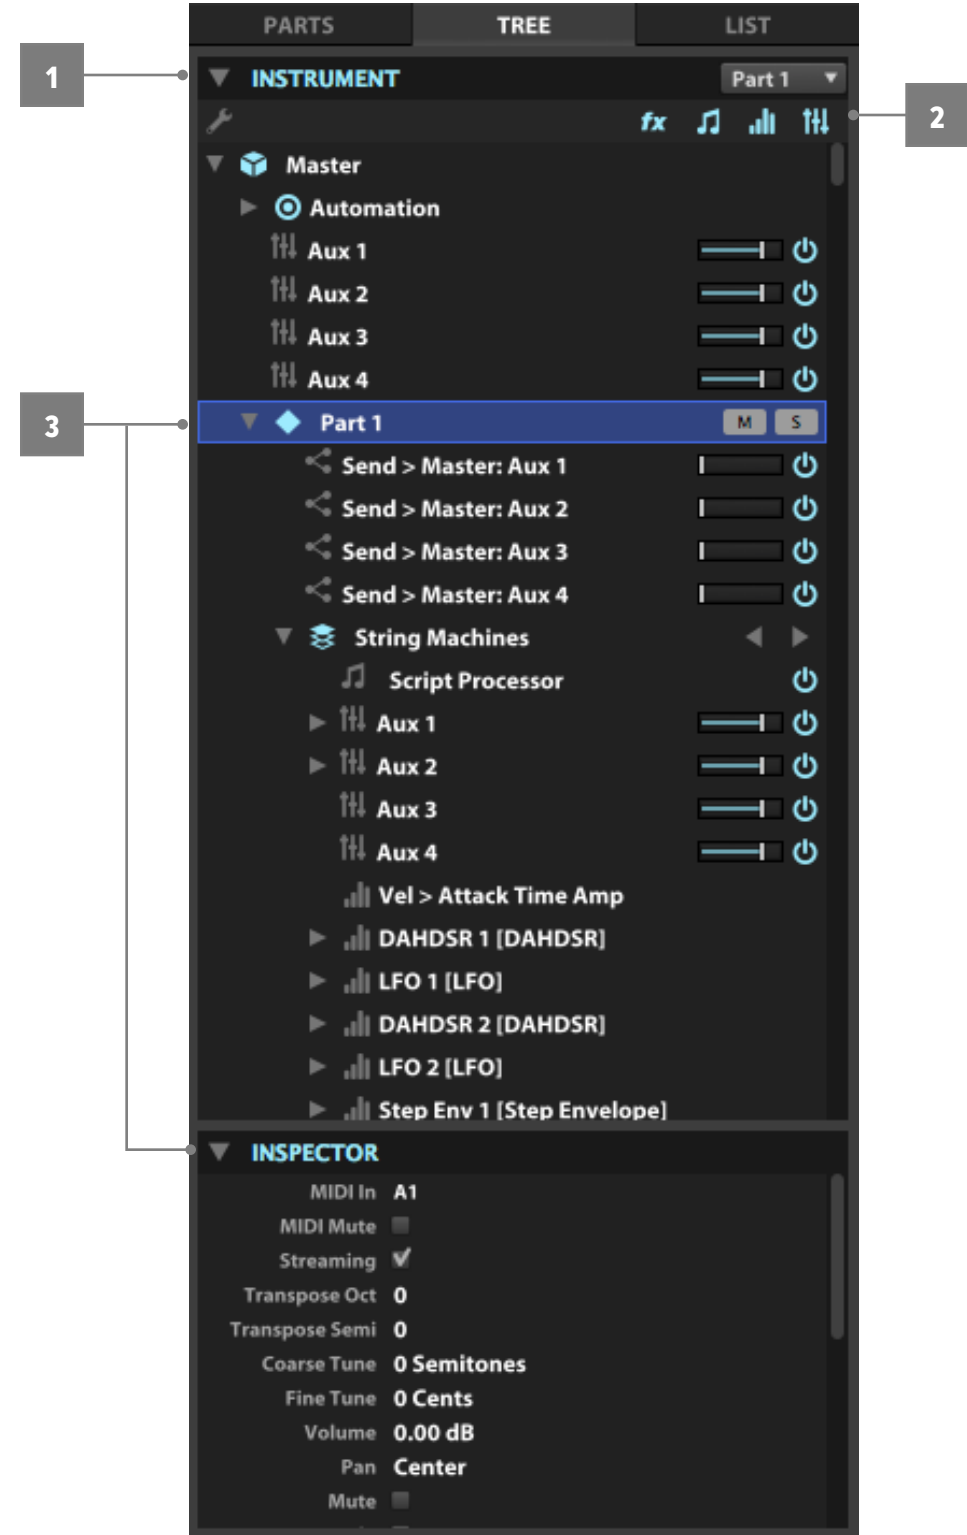 PARTS TREE LIST
1 INSTRUMENT Part 1
fx 2
Master
Automation
Aux 1
Aux 2
Aux 3
Aux 4
3 Part 1 M S
Send > Master: Aux 1
Send > Master: Aux 2
Send > Master: Aux 3
Send > Master: Aux 4
String Machines
Script Processor
Aux 1
Aux 2
Aux 3
Aux 4
Vel > Attack Time Amp
DAHDSR 1 [DAHDSR]
LFO 1 [LFO]
DAHDSR 2 [DAHDSR]
LFO 2 [LFO]
Step Env 1 [Step Envelope]
INSPECTOR
MIDI In A1
MIDI Mute
Streaming
Transpose Oct 0
Transpose Semi 0
Coarse Tune 0 Semitones
Fine Tune 0 Cents
Volume 0.00 dB
Pan Center
Mute